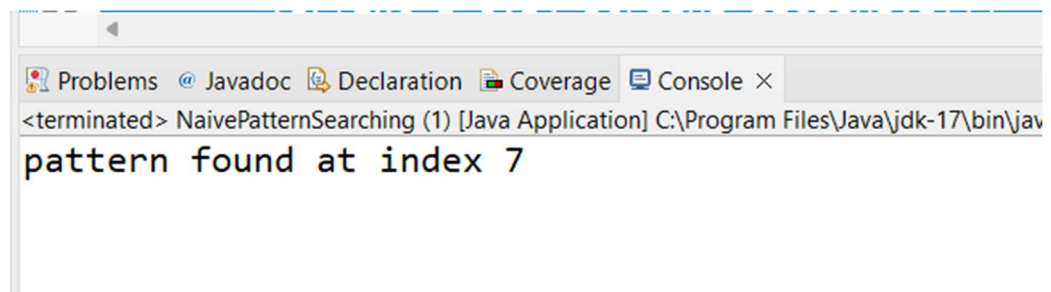 Problems @ Javadoc Declaration Coverage Console ×
<terminated> NaivePatternSearching (1) [Java Application] C:\Program Files\Java\jdk-17\bin\jav
pattern found at index 7